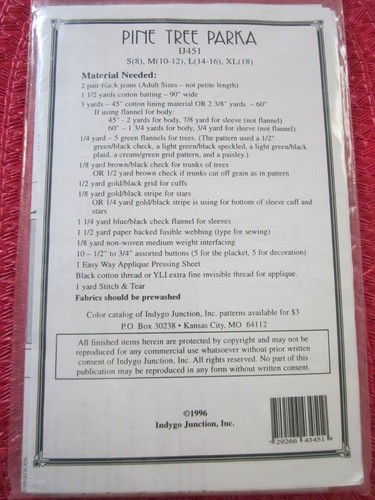 PINE TREE PARKA
IJ451
S(8), M(10-12), L(14-16), XL(18)
Material Needed:
2 pair black jeans (Adult Sizes – not petite length)
1 1/2 yards cotton batting – 90" wide
3 yards – 45" cotton lining material OR 2 3/8" yards – 60"
If using flannel for body:
45" - 2 yards for body, 7/8 yard for sleeve (not flannel)
60" – 1 3/4 yards for body, 3/4 yard for sleeve (not flannel)
1/4 yard – 5 green flannels for trees. (The pattern used a 1/2"
green/black check, a light green/black speckled, a light green/black
plaid, a cream/green grid pattern, and a paisley.)
1/8 yard brown/black check for trunks of trees
OR 1/2 yard brown check if trunks cut off grain as in pattern
1/2 yard gold/black grid for cuffs
1/8 yard gold/black stripe for stars
OR 1/4 yard gold/black stripe is using for bottom of sleeve cuff and
stars
1 1/4 yard blue/black check flannel for sleeves
1 1/2 yard paper backed fusible webbing (type for sewing)
1/8 yard non-woven medium weight interfacing
10 – 1/2" to 3/4" assorted buttons (5 for the placket, 5 for decoration)
1 Easy Way Applique Pressing Sheet
Black cotton thread or YLI extra fine invisible thread for applique.
1 yard Stitch & Tear
Fabrics should be prewashed
Color catalog of Indygo Junction, Inc. patterns available for $3
P.O. Box 30238 • Kansas City, MO 64112
All finished items herein are protected by copyright and may not be
reproduced for any commercial use whatsoever without prior written
consent of Indygo Junction, Inc. All rights reserved. No part of this
publication may be reproduced in any form without written consent.
©1996
Indygo Junction, Inc.
9 29266 43451 9